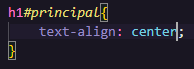 h1#principal{
    text-align: center;
}